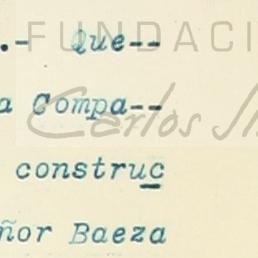 .- Que--
a Compa--
construc
ñor Baeza
FUNDACI
Carlos